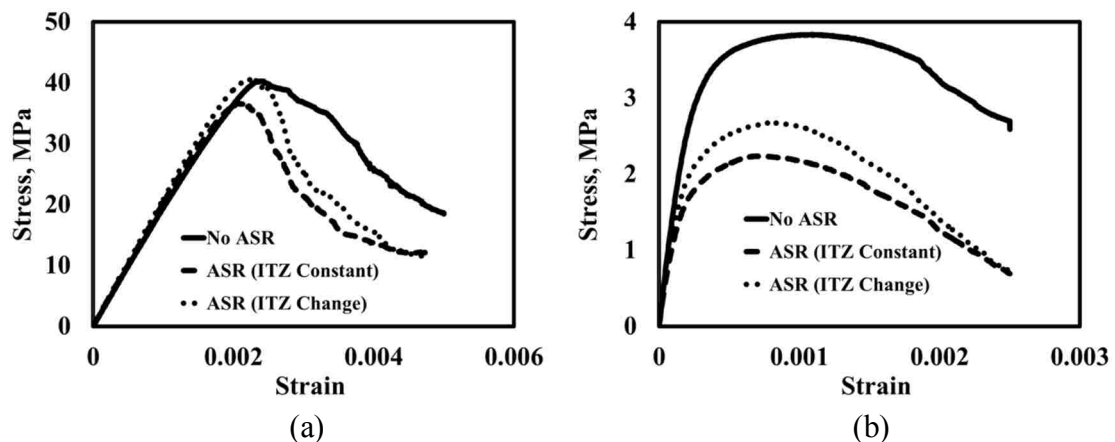 50
40
30
20
10
0
Stress, MPa
No ASR
ASR (ITZ Constant)
ASR (ITZ Change)
0 0.002 0.004 0.006
Strain
(a)
4
3
2
1
0
Stress, MPa
No ASR
ASR (ITZ Constant)
ASR (ITZ Change)
0 0.001 0.002 0.003
Strain
(b)